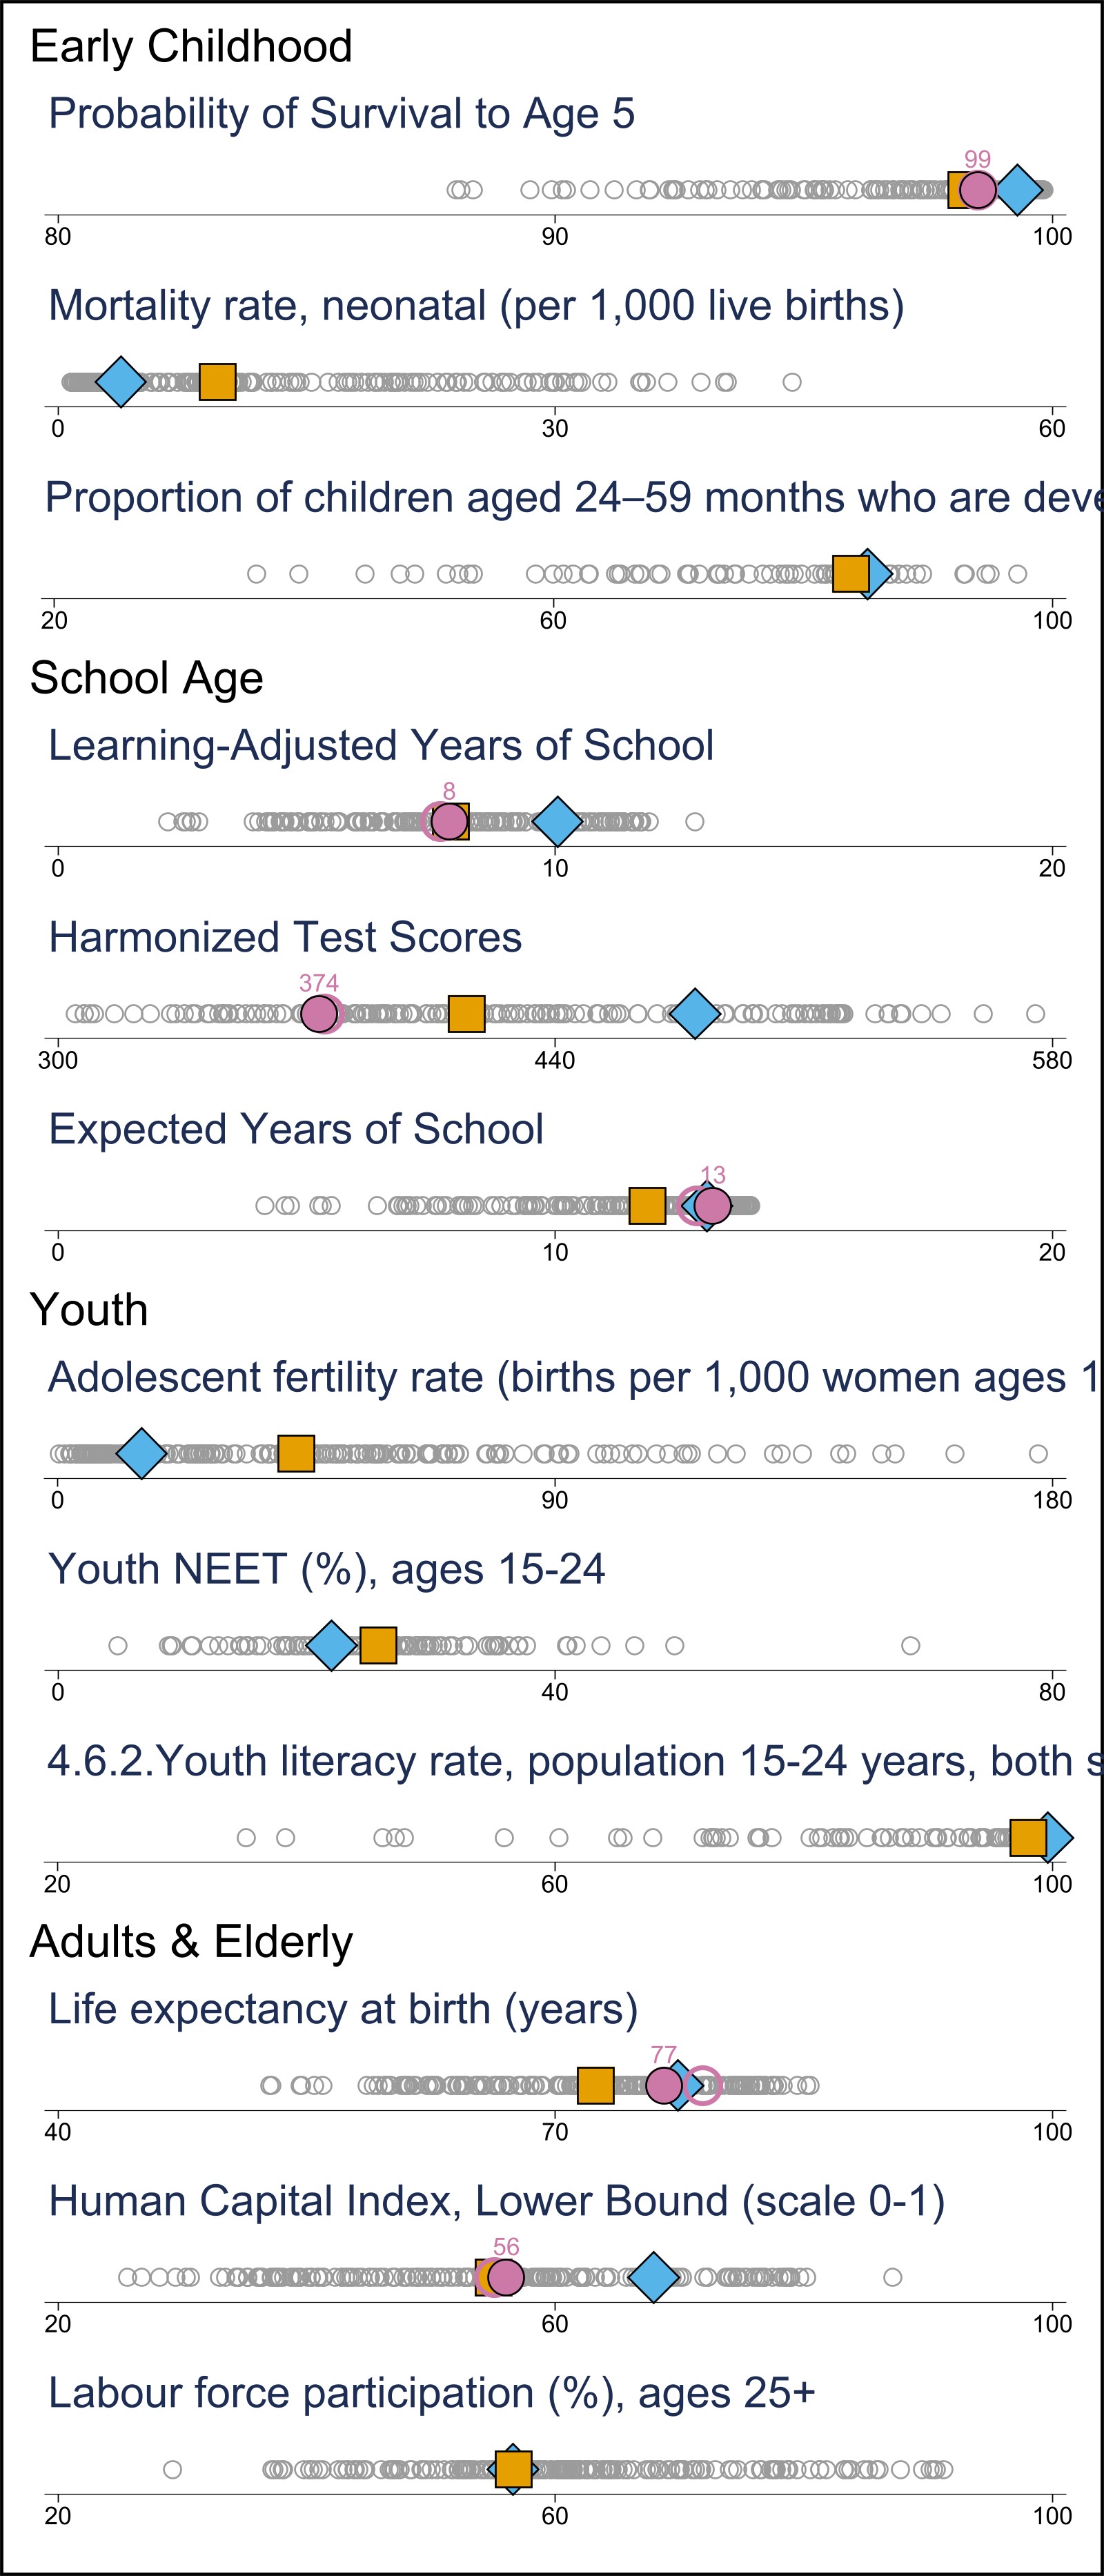 Early Childhood
Probability of Survival to Age 5
99
80 90 100
Mortality rate, neonatal (per 1,000 live births)
0 30 60
Proportion of children aged 24–59 months who are deve
20 60 100
School Age
Learning-Adjusted Years of School
8
0 10 20
Harmonized Test Scores
374
300 440 580
Expected Years of School
13
0 10 20
Youth
Adolescent fertility rate (births per 1,000 women ages 1
0 90 180
Youth NEET (%), ages 15-24
0 40 80
4.6.2.Youth literacy rate, population 15-24 years, both s
20 60 100
Adults & Elderly
Life expectancy at birth (years)
77
40 70 100
Human Capital Index, Lower Bound (scale 0-1)
56
20 60 100
Labour force participation (%), ages 25+
20 60 100